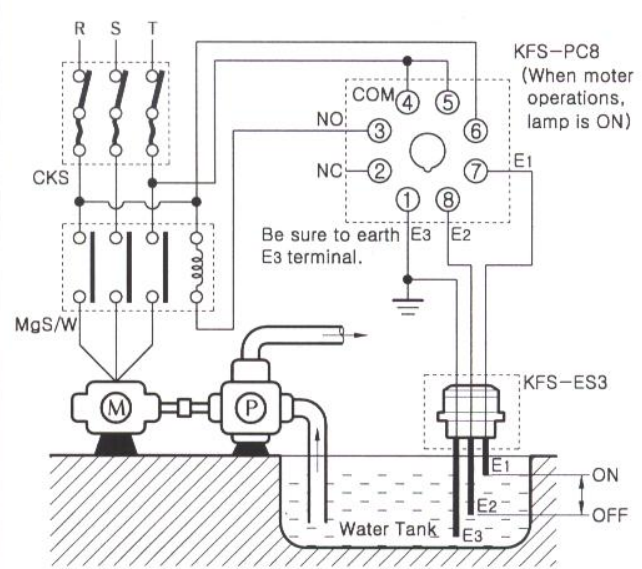 R S T
KFS-PC8
(When moter
operations,
lamp is ON)
COM
4 5
NO 3 6
NC 2 7 E1
1 8
E3 E2
CKS
Be sure to earth
E3 terminal.
MgS/W
KFS-ES3
M P
E1 ON
E2 OFF
Water Tank E3